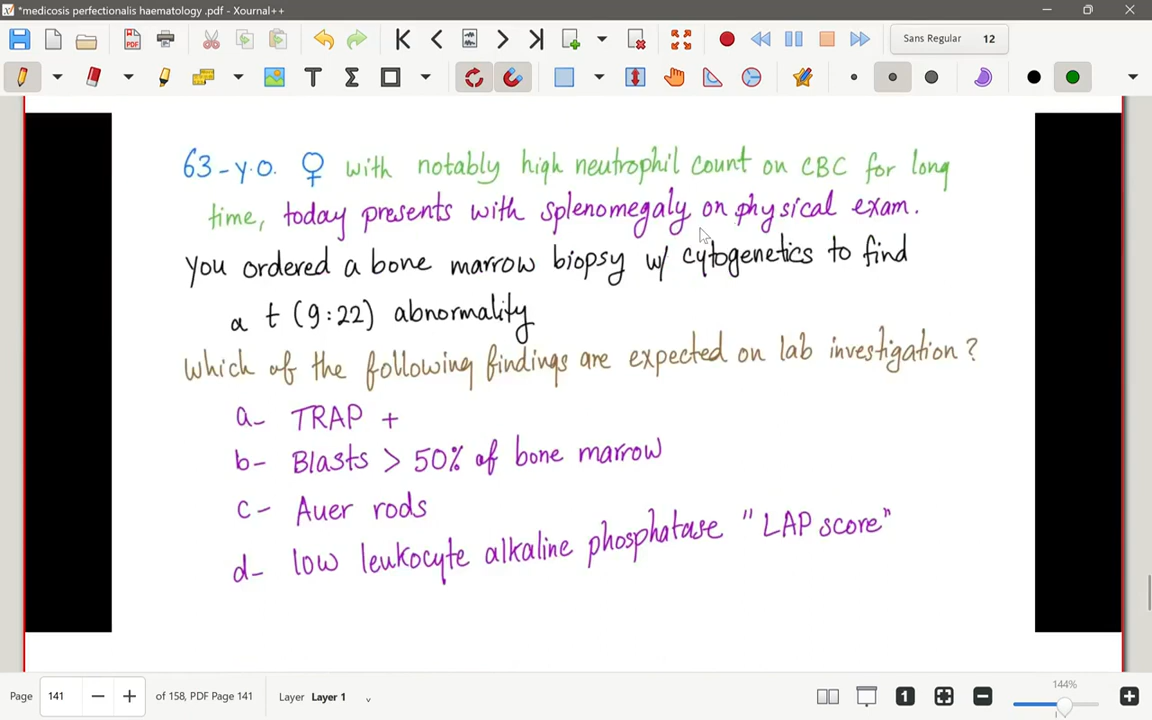 *medicosis perfectionalis haematology .pdf - Xournal++
Sans Regular 12
63-y.o. ♀ with notably high neutrophil count on CBC for long
time, today presents with splenomegaly on physical exam.
You ordered a bone marrow biopsy w/ cytogenetics to find
a t (9:22) abnormality
Which of the following findings are expected on lab investigation?
a- TRAP +
b- Blasts > 50% of bone marrow
c- Auer rods
d- low leukocyte alkaline phosphatase "LAP score"
144%
Page 141 of 158, PDF Page 141 Layer Layer 1